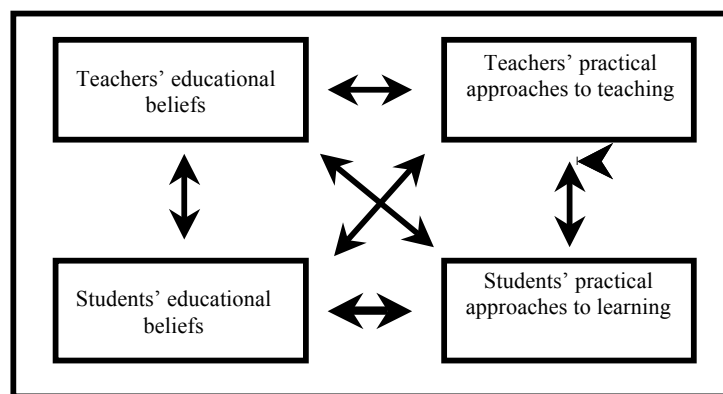 Teachers’ educational
beliefs
Teachers’ practical
approaches to teaching
Students’ educational
beliefs
Students’ practical
approaches to learning